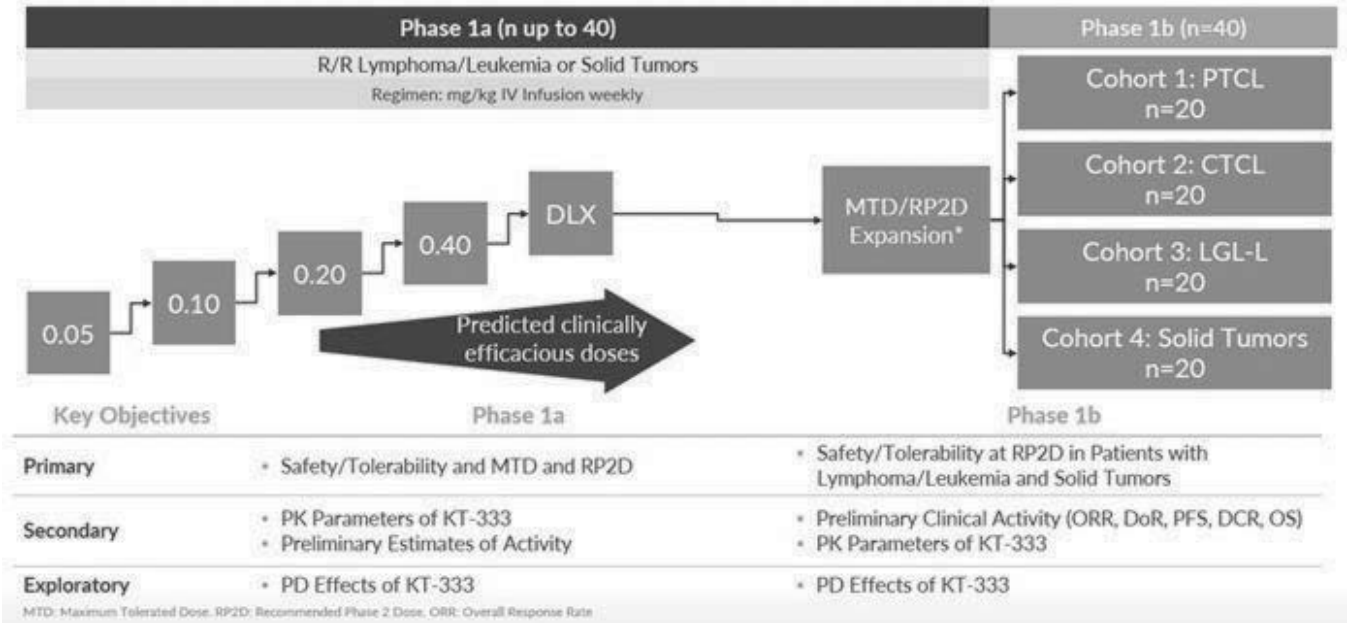 Phase 1a (n up to 40)
Phase 1b (n=40)
R/R Lymphoma/Leukemia or Solid Tumors
Regimen: mg/kg IV Infusion weekly
0.05
0.10
0.20
0.40
DLX
MTD/RP2D
Expansion*
Cohort 1: PTCL
n=20
Cohort 2: CTCL
n=20
Cohort 3: LGL-L
n=20
Cohort 4: Solid Tumors
n=20
Predicted clinically
efficacious doses
Key Objectives
Phase 1a
Phase 1b
Primary
• Safety/Tolerability and MTD and RP2D
• Safety/Tolerability at RP2D in Patients with
Lymphoma/Leukemia and Solid Tumors
Secondary
• PK Parameters of KT-333
• Preliminary Estimates of Activity
• Preliminary Clinical Activity (ORR, DoR, PFS, DCR, OS)
• PK Parameters of KT-333
Exploratory
• PD Effects of KT-333
• PD Effects of KT-333
MTD: Maximum Tolerated Dose. RP2D: Recommended Phase 2 Dose. ORR: Overall Response Rate